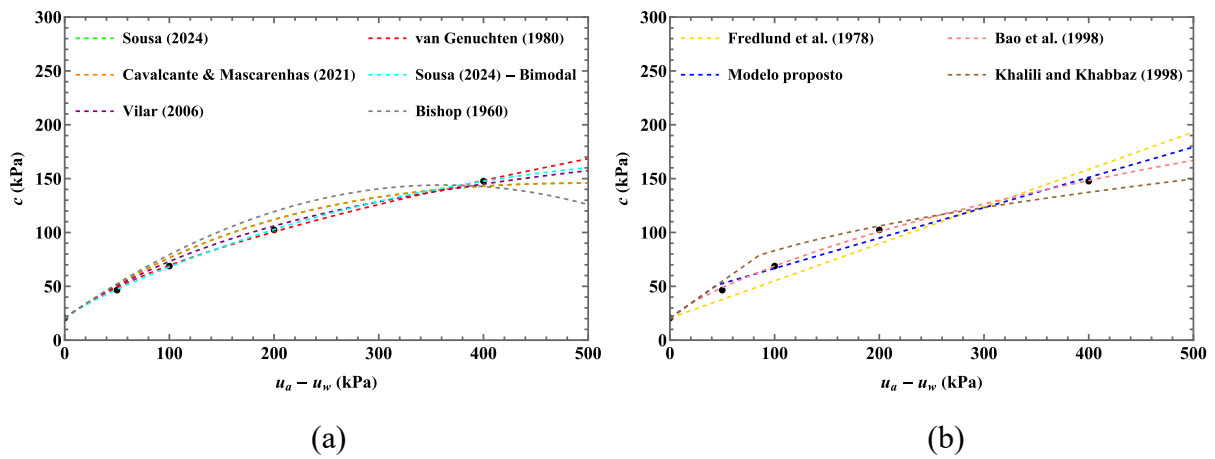 300
250
200
150
100
50
0
c (kPa)
Sousa (2024)
van Genuchten (1980)
Cavalcante & Mascarenhas (2021)
Sousa (2024) – Bimodal
Vilar (2006)
Bishop (1960)
0 100 200 300 400 500
u_a – u_w (kPa)
(a)
300
250
200
150
100
50
0
c (kPa)
Fredlund et al. (1978)
Bao et al. (1998)
Modelo proposto
Khalili and Khabbaz (1998)
0 100 200 300 400 500
u_a – u_w (kPa)
(b)